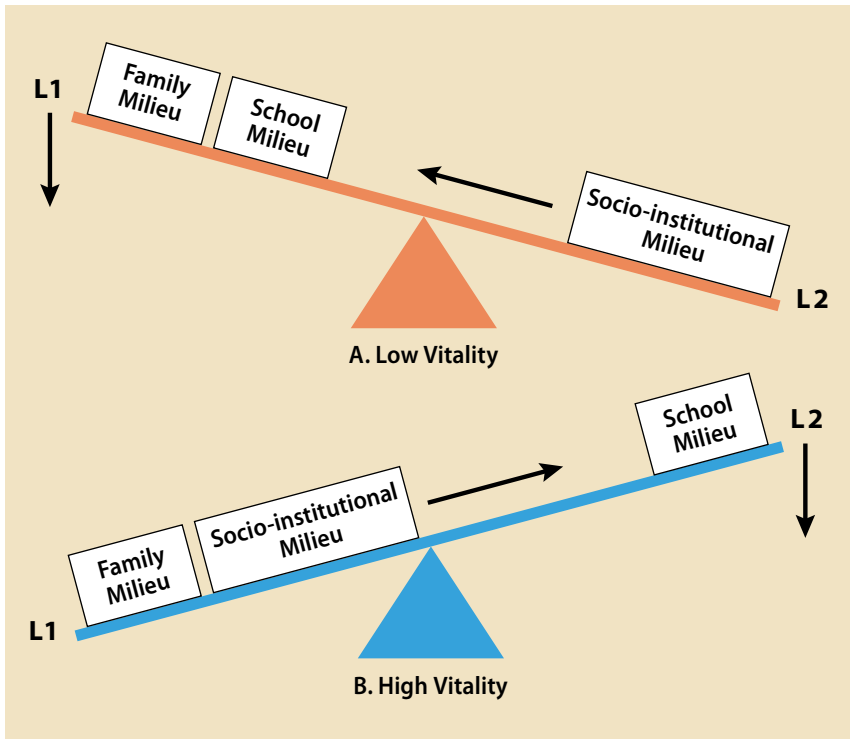 L1
Family
Milieu
School
Milieu
Socio-institutional
Milieu
L2
A. Low Vitality
School
Milieu
L2
Socio-institutional
Milieu
Family
Milieu
L1
B. High Vitality